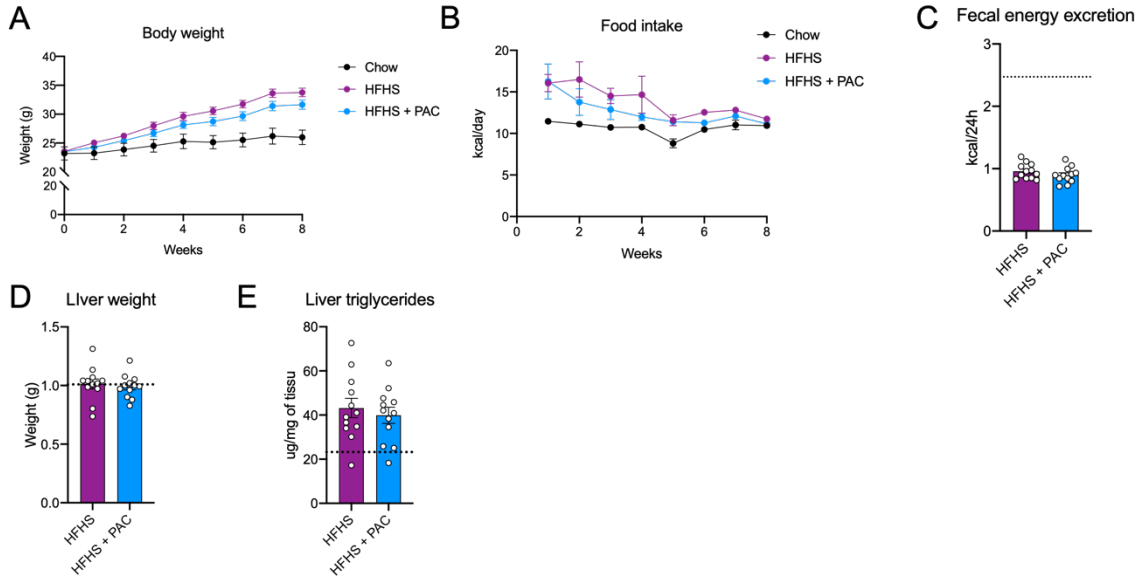 A
Body weight
Weight (g)
40
35
30
25
20
20
0
0
2
4
6
8
Weeks
Chow
HFHS
HFHS + PAC
B
Food intake
kcal/day
20
15
10
5
0
0
2
4
6
8
Weeks
Chow
HFHS
HFHS + PAC
C
Fecal energy excretion
kcal/24h
3
2
1
0
HFHS
HFHS + PAC
D
LIver weight
Weight (g)
1.5
1.0
0.5
0.0
HFHS
HFHS + PAC
E
Liver triglycerides
ug/mg of tissu
80
60
40
20
0
HFHS
HFHS + PAC